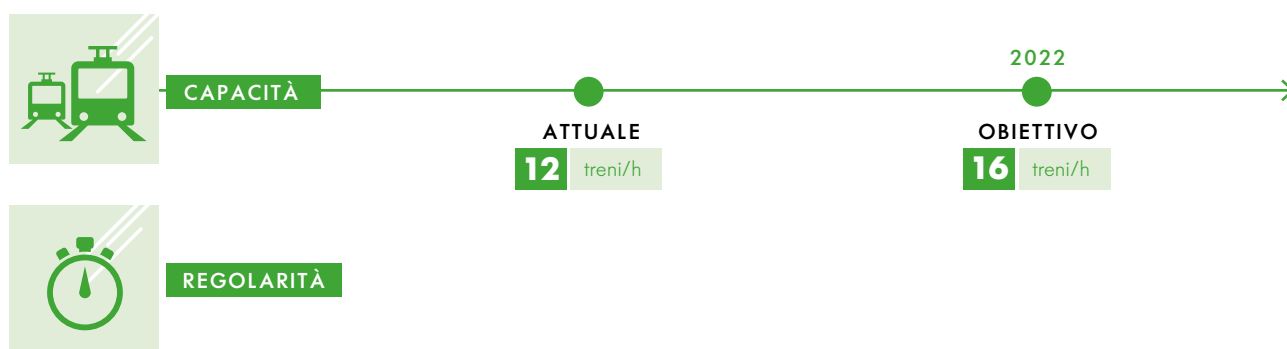 2022
CAPACITÀ
ATTUALE
OBIETTIVO
12 treni/h
16 treni/h
REGOLARITÀ